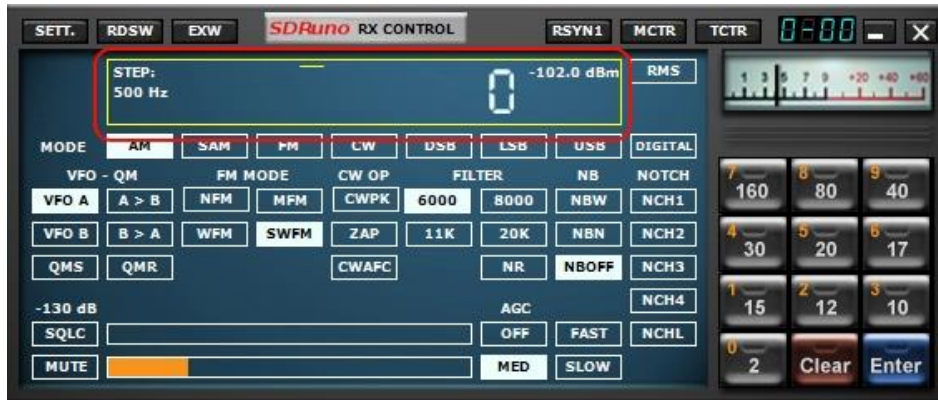 SETT. RDSW EXW SDRuno RX CONTROL RSYN1 MCTR TCTR 0-00
STEP: 0 -102.0 dBm RMS
500 Hz
1 3 5 7 9 +20 +40 +60
MODE AM SAM FM CW DSB LSB USB DIGITAL
VFO - QM FM MODE CW OP FILTER NB NOTCH
VFO A A > B NFM MFM CWPK 6000 8000 NBW NCH1
VFO B B > A WFM SWFM ZAP 11K 20K NBN NCH2
QMS QMR CWAFC NR NBOFF NCH3
-130 dB AGC NCH4
SQLC OFF FAST NCHL
MUTE MED SLOW
7 160 8 80 9 40
4 30 5 20 6 17
1 15 2 12 3 10
0 2 Clear Enter